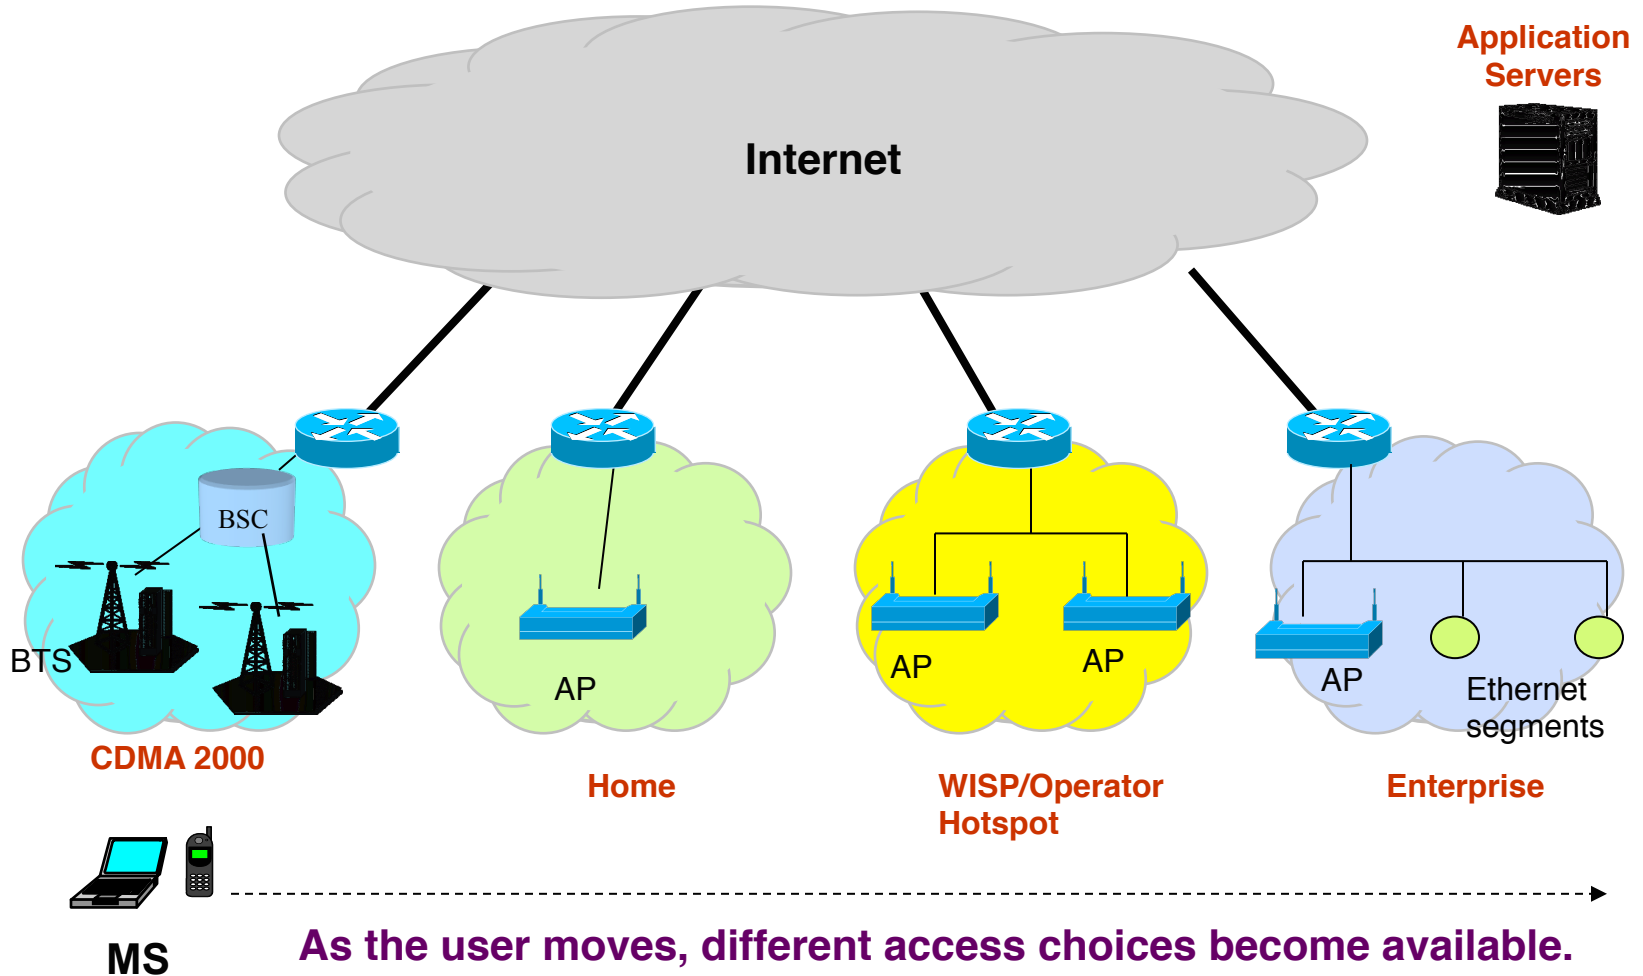 Application
Servers
Internet
BSC
BTS
AP
AP
AP
AP
Ethernet
segments
CDMA 2000
Home
WISP/Operator
Hotspot
Enterprise
MS
As the user moves, different access choices become available.